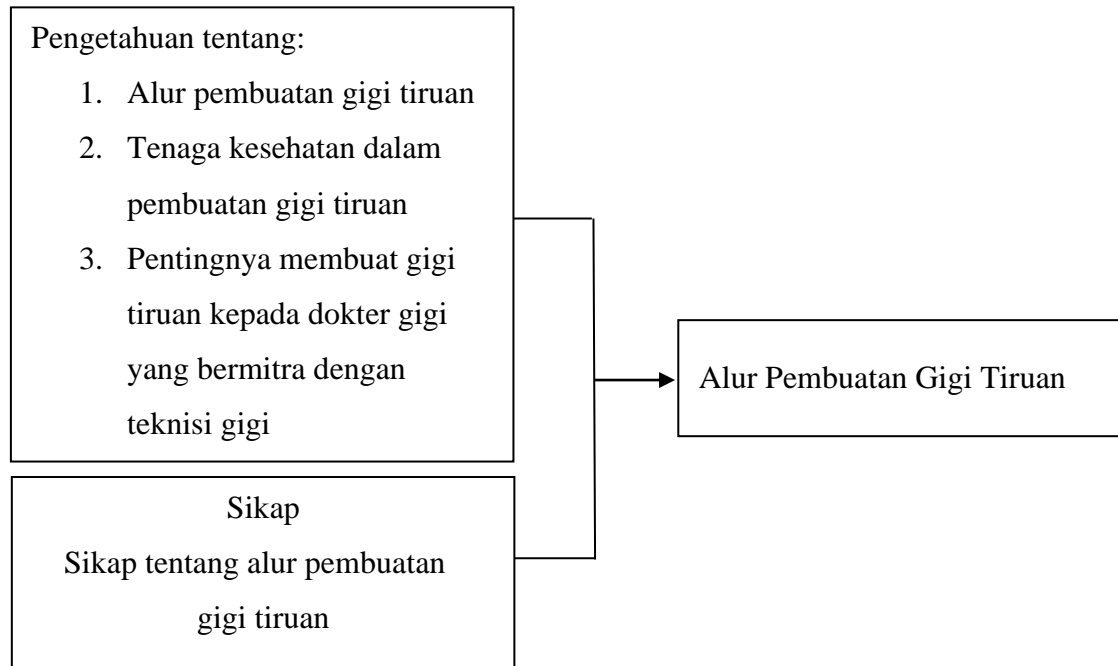 Pengetahuan tentang:
1. Alur pembuatan gigi tiruan
2. Tenaga kesehatan dalam
pembuatan gigi tiruan
3. Pentingnya membuat gigi
tiruan kepada dokter gigi
yang bermitra dengan
teknisi gigi
Sikap
Sikap tentang alur pembuatan
gigi tiruan
Alur Pembuatan Gigi Tiruan